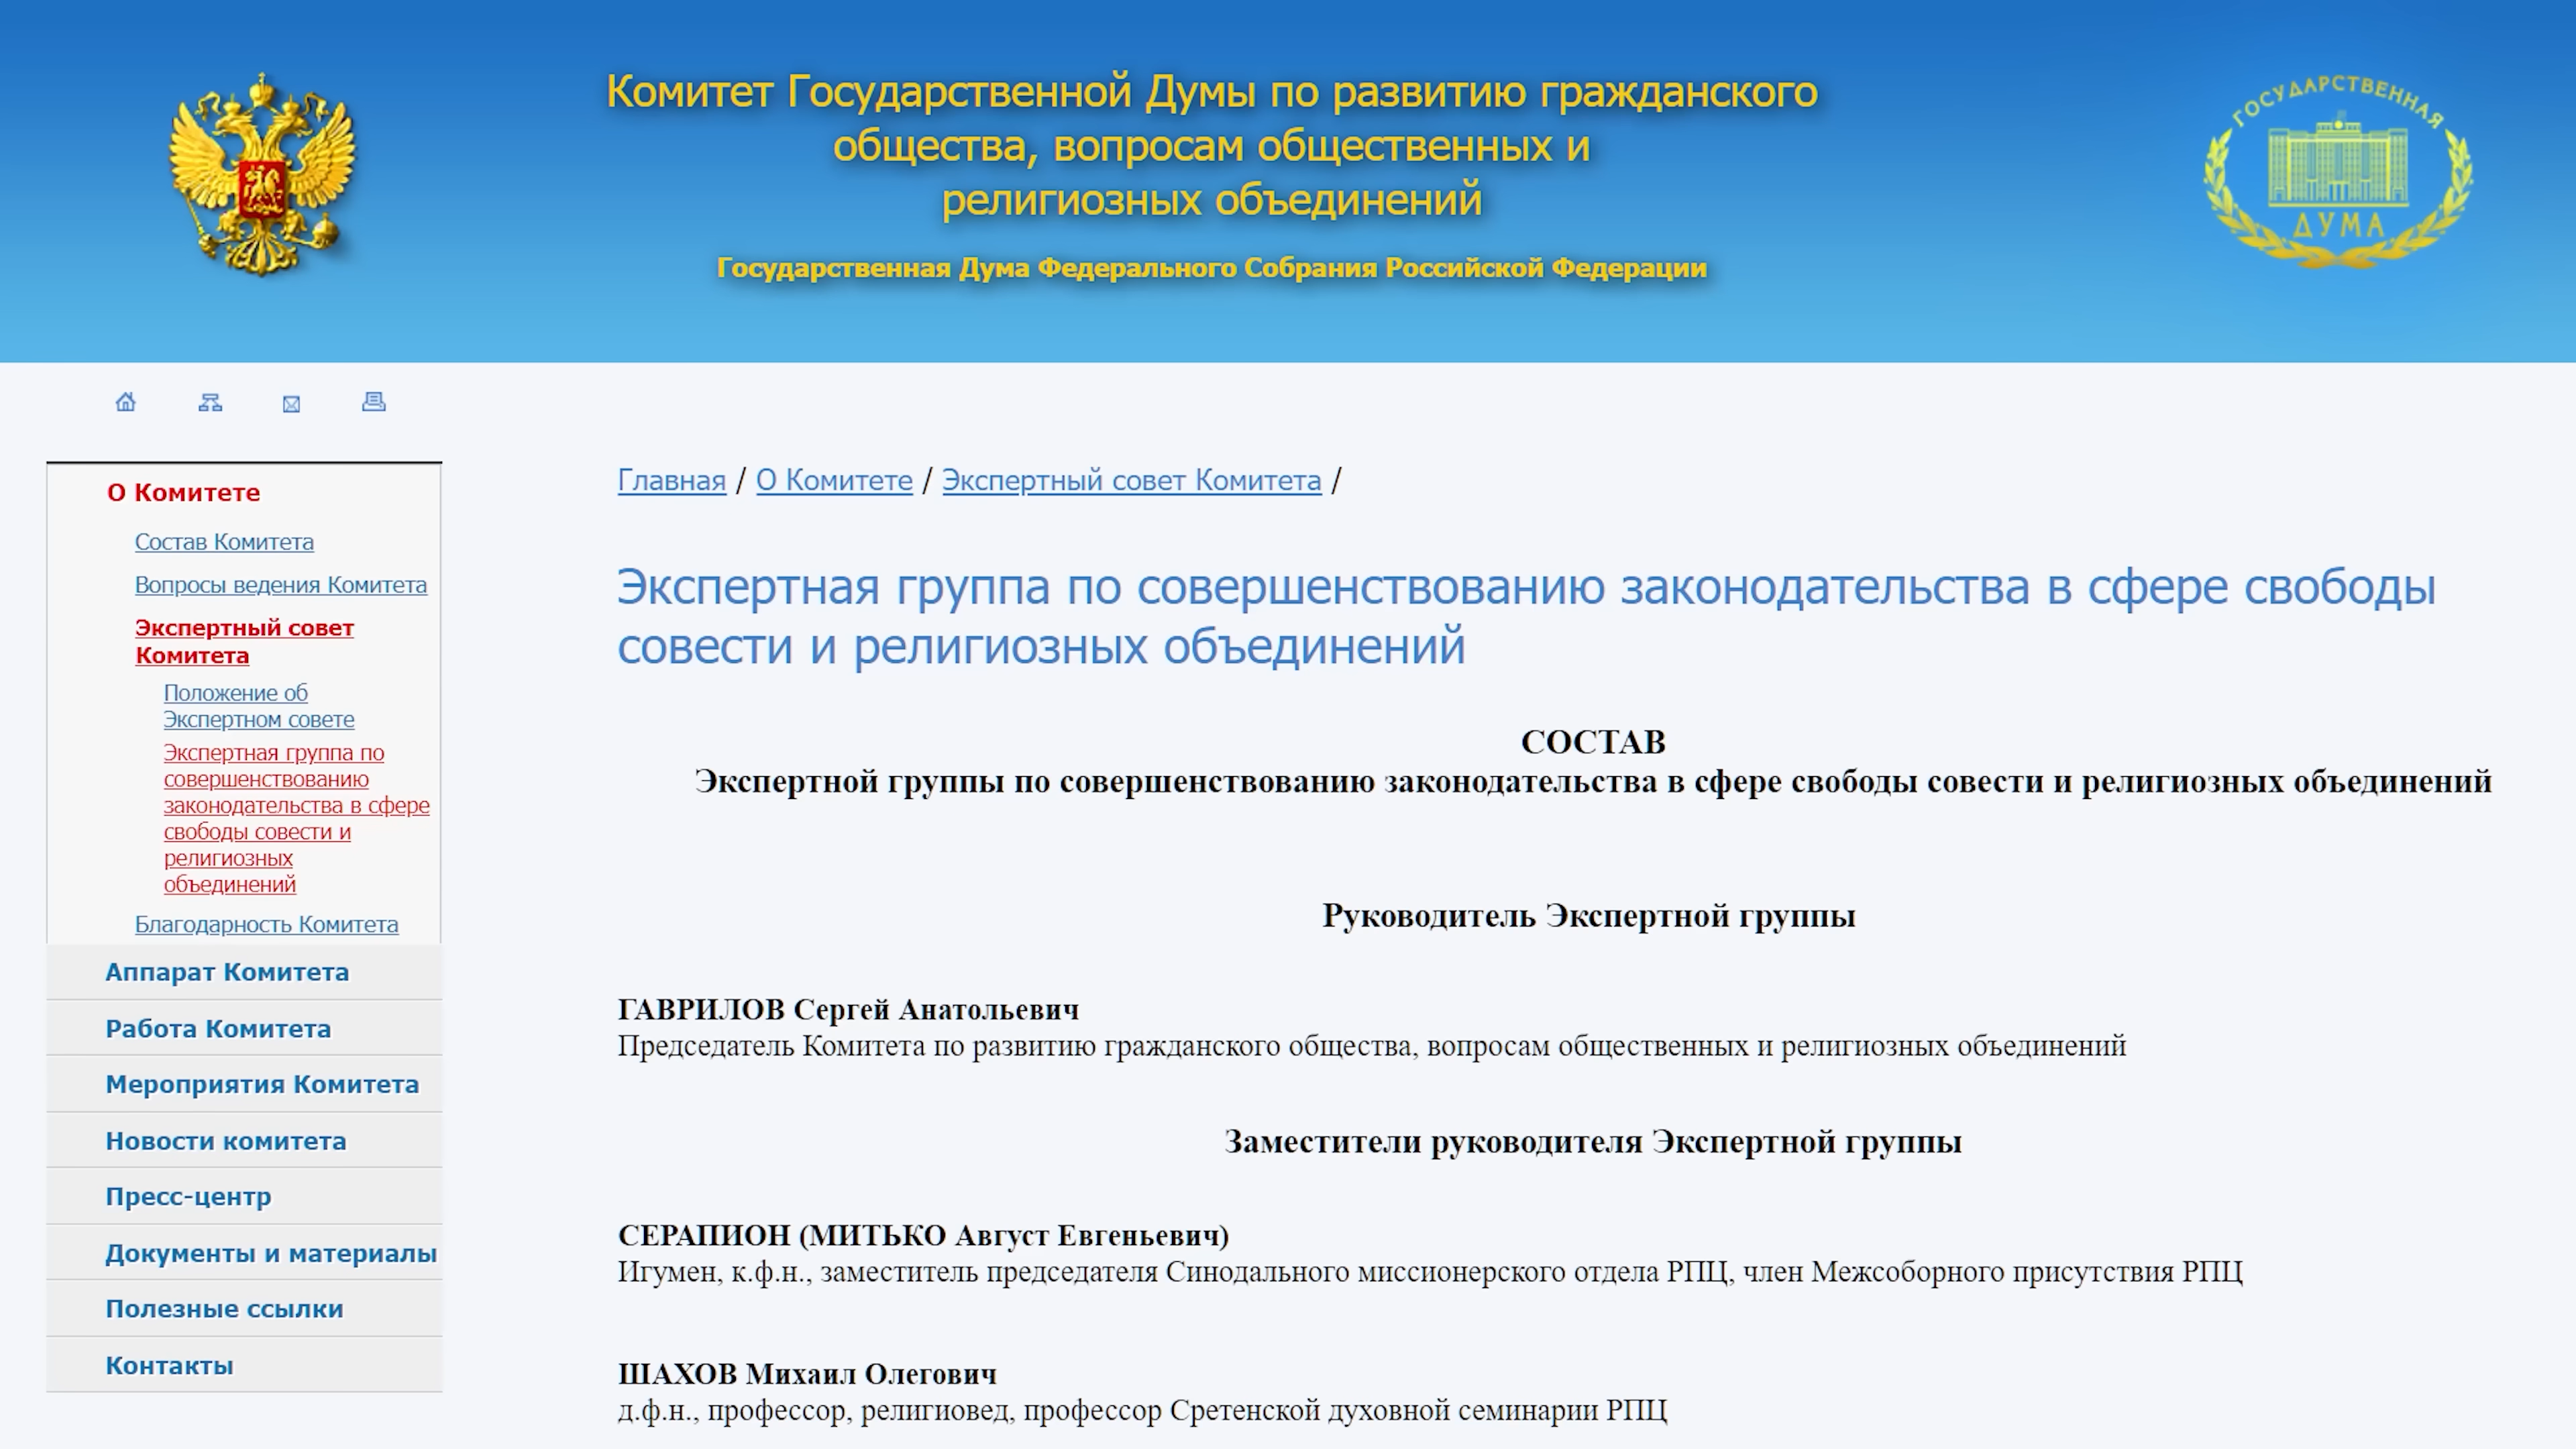 Комитет Государственной Думы по развитию гражданского
общества, вопросам общественных и
религиозных объединений
Государственная Дума Федерального Собрания Российской Федерации
ГОСУДАРСТВЕННАЯ
ДУМА
О Комитете
Состав Комитета
Вопросы ведения Комитета
Экспертный совет
Комитета
Положение об
Экспертном совете
Экспертная группа по
совершенствованию
законодательства в сфере
свободы совести и
религиозных
объединений
Благодарность Комитета
Аппарат Комитета
Работа Комитета
Мероприятия Комитета
Новости комитета
Пресс-центр
Документы и материалы
Полезные ссылки
Контакты
Главная / О Комитете / Экспертный совет Комитета /
Экспертная группа по совершенствованию законодательства в сфере свободы
совести и религиозных объединений
СОСТАВ
Экспертной группы по совершенствованию законодательства в сфере свободы совести и религиозных объединений
Руководитель Экспертной группы
ГАВРИЛОВ Сергей Анатольевич
Председатель Комитета по развитию гражданского общества, вопросам общественных и религиозных объединений
Заместители руководителя Экспертной группы
СЕРАПИОН (МИТЬКО Август Евгеньевич)
Игумен, к.ф.н., заместитель председателя Синодального миссионерского отдела РПЦ, член Межсоборного присутствия РПЦ
ШАХОВ Михаил Олегович
д.ф.н., профессор, религиовед, профессор Сретенской духовной семинарии РПЦ